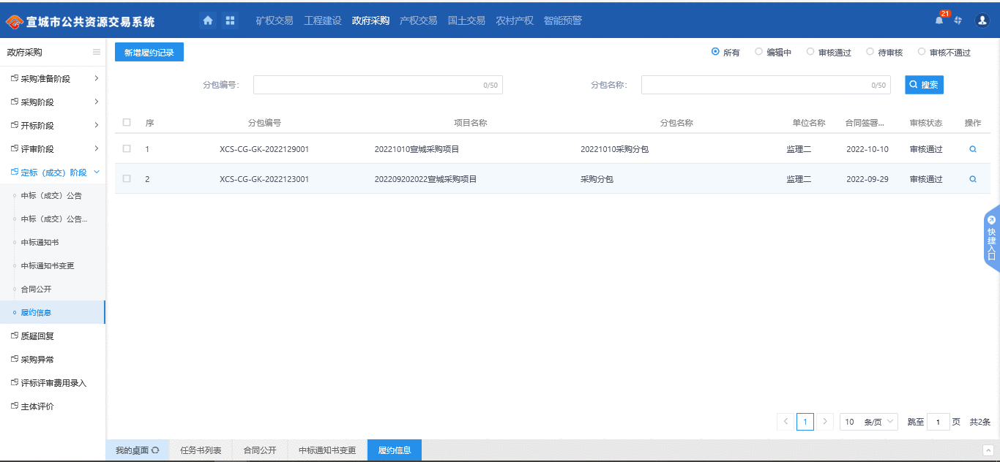 宣城市公共资源交易系统 矿权交易 工程建设 政府采购 产权交易 国土交易 农村产权 智能预警 21
政府采购
新增履约记录 所有 编辑中 审核通过 待审核 审核不通过
采购准备阶段
采购阶段
开标阶段
评审阶段
定标（成交）阶段
中标（成交）公告
中标（成交）公告...
中标通知书
中标通知书变更
合同公开
履约信息
质疑回复
采购异常
评标评审费用录入
主体评价
分包编号： 0/50 分包名称： 0/50 搜索
序 分包编号 项目名称 分包名称 单位名称 合同签署... 审核状态 操作
1 XCS-CG-GK-2022129001 20221010宣城采购项目 20221010采购分包 监理二 2022-10-10 审核通过
2 XCS-CG-GK-2022123001 202209202022宣城采购项目 采购分包 监理二 2022-09-29 审核通过
快捷入口
1 10 条/页 跳至 1 页 共2条
我的桌面 任务书列表 合同公开 中标通知书变更 履约信息